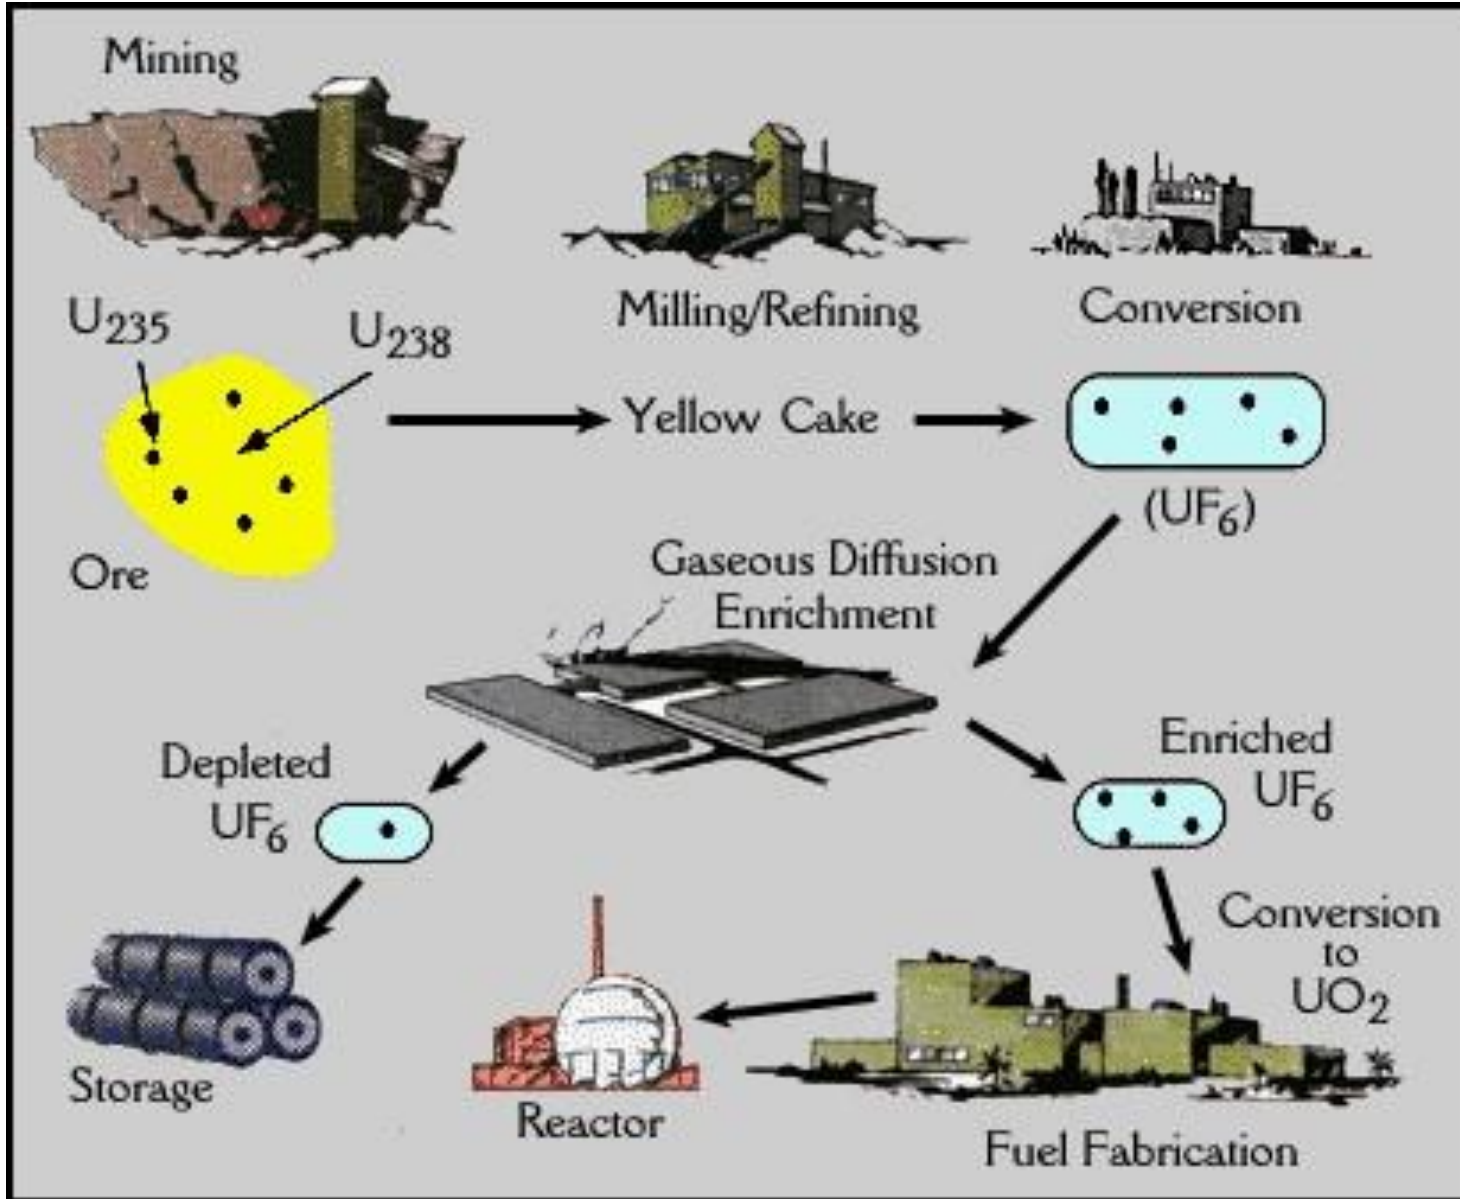 Mining
Milling/Refining
Conversion
U235
U238
Yellow Cake
(UF6)
Ore
Gaseous Diffusion
Enrichment
Depleted
UF6
Enriched
UF6
Conversion
to
UO2
Storage
Reactor
Fuel Fabrication